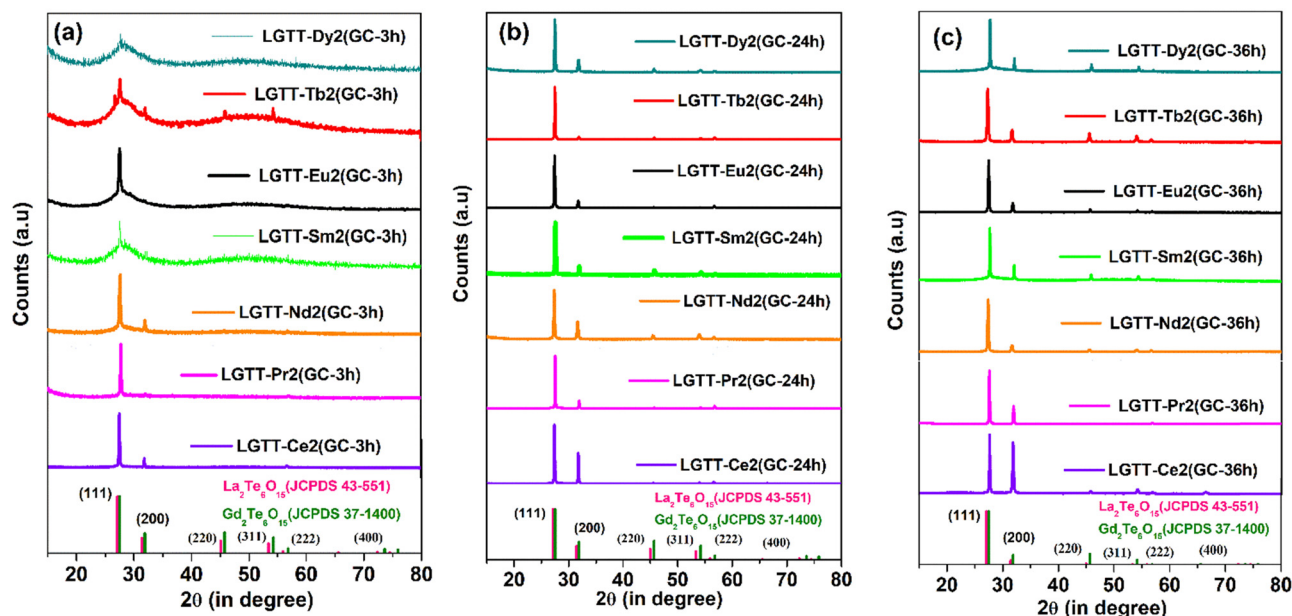 (a)
LGTT-Dy2(GC-3h)
LGTT-Tb2(GC-3h)
LGTT-Eu2(GC-3h)
LGTT-Sm2(GC-3h)
LGTT-Nd2(GC-3h)
LGTT-Pr2(GC-3h)
LGTT-Ce2(GC-3h)
La₂Te₆O₁₅(JCPDS 43-551)
Gd₂Te₆O₁₅(JCPDS 37-1400)
(111)
(200)
(220)
(311)
(222)
(400)
20 30 40 50 60 70 80
2θ (in degree)
Counts (a.u)
(b)
LGTT-Dy2(GC-24h)
LGTT-Tb2(GC-24h)
LGTT-Eu2(GC-24h)
LGTT-Sm2(GC-24h)
LGTT-Nd2(GC-24h)
LGTT-Pr2(GC-24h)
LGTT-Ce2(GC-24h)
La₂Te₆O₁₅(JCPDS 43-551)
Gd₂Te₆O₁₅(JCPDS 37-1400)
(111)
(200)
(220)
(311)
(222)
(400)
20 30 40 50 60 70 80
2θ (in degree)
Counts (a.u)
(c)
LGTT-Dy2(GC-36h)
LGTT-Tb2(GC-36h)
LGTT-Eu2(GC-36h)
LGTT-Sm2(GC-36h)
LGTT-Nd2(GC-36h)
LGTT-Pr2(GC-36h)
LGTT-Ce2(GC-36h)
La₂Te₆O₁₅(JCPDS 43-551)
Gd₂Te₆O₁₅(JCPDS 37-1400)
(111)
(200)
(220)
(311)
(222)
(400)
20 30 40 50 60 70 80
2θ (in degree)
Counts (a.u)